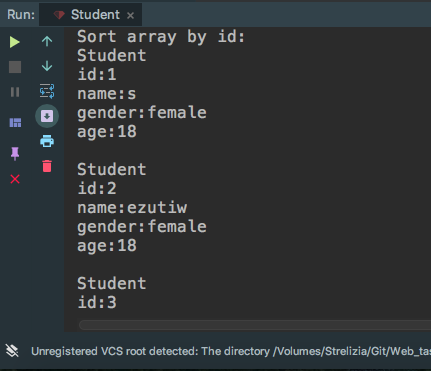 Run: Student
Sort array by id:
Student
id:1
name:s
gender:female
age:18
Student
id:2
name:ezutiw
gender:female
age:18
Student
id:3
Unregistered VCS root detected: The directory /Volumes/Strelizia/Git/Web_tas